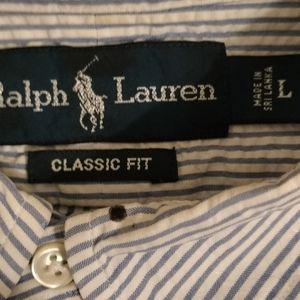 Ralph Lauren
MADE IN
SRI LANKA
L
CLASSIC FIT